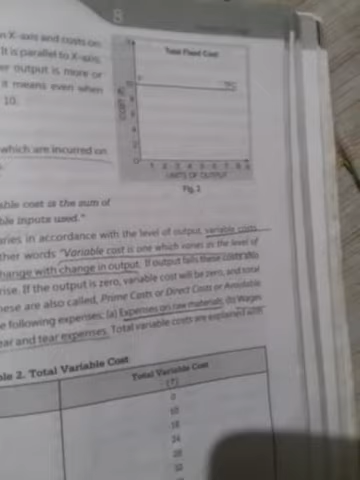 8
n X-axis and costs on
It is parallel to X-axis.
er output is more or
it means even when
10.
Total Fixed Cost
COST (₹)
UNITS OF OUTPUT
Fig. 1
which are incurred on
able cost is the sum of
ble inputs used."
aries in accordance with the level of output, variable costs
ther words "Variable cost is one which varies as the level of
hange with change in output. If output falls these costs also
rise. If the output is zero, variable cost will be zero, and total
nese are also called, Prime Costs or Direct Costs or Avoidable
e following expenses: (a) Expenses on raw materials, (b) Wages
ear and tear expenses. Total variable costs are explained with
le 2. Total Variable Cost
Total Variable Cost
(₹)
0
10
18
24
28
32